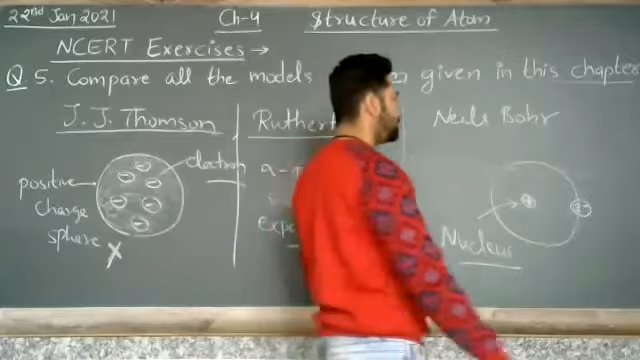 22nd Jan 2021 Ch-4 Structure of Atom
NCERT Exercises →
Q 5. Compare all the models given in this chapter
J. J. Thomson
electron
positive
charge
sphere
Neils Bohr
Nucleus